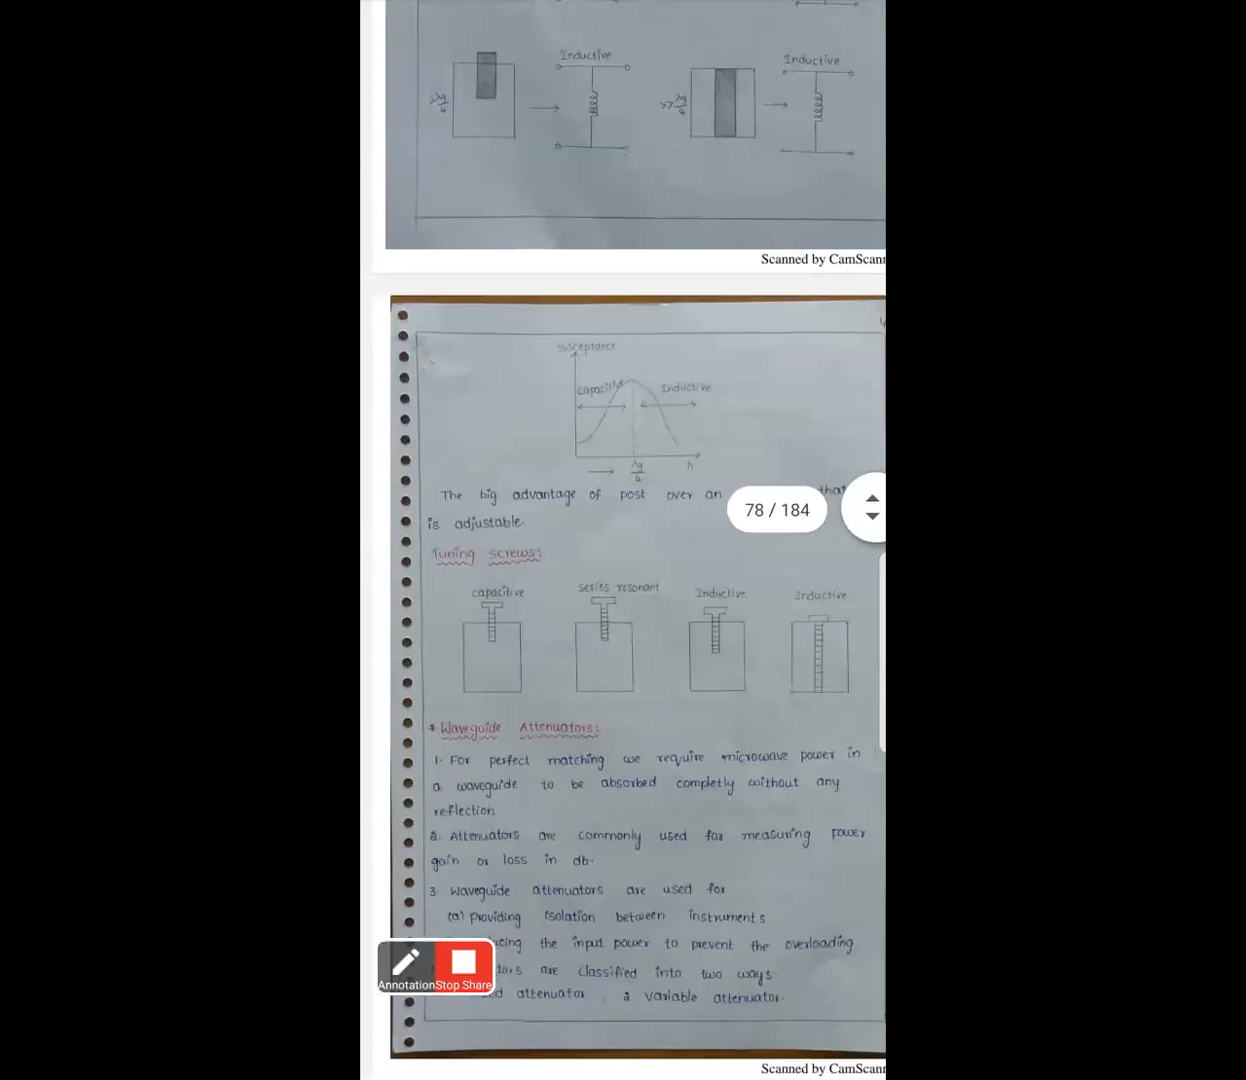 Inductive
Inductive
Scanned by CamScann
susceptance
capacitive
Inductive
λg
4
h
The big advantage of post over an that
is adjustable.
Tuning screws:
capacitive
series resonant
Inductive
Inductive
78 / 184
* Waveguide Attenuators:
1. For perfect matching we require microwave power in
a waveguide to be absorbed completly without any
reflection
2. Attenuators are commonly used for measuring power
gain or loss in db.
3. Waveguide attenuators are used for
(a) providing isolation between instruments
ucing the input power to prevent the overloading.
are classified into two ways.
attenuator. 2 variable attenuator.
Annotation
Stop Share
Scanned by CamScann